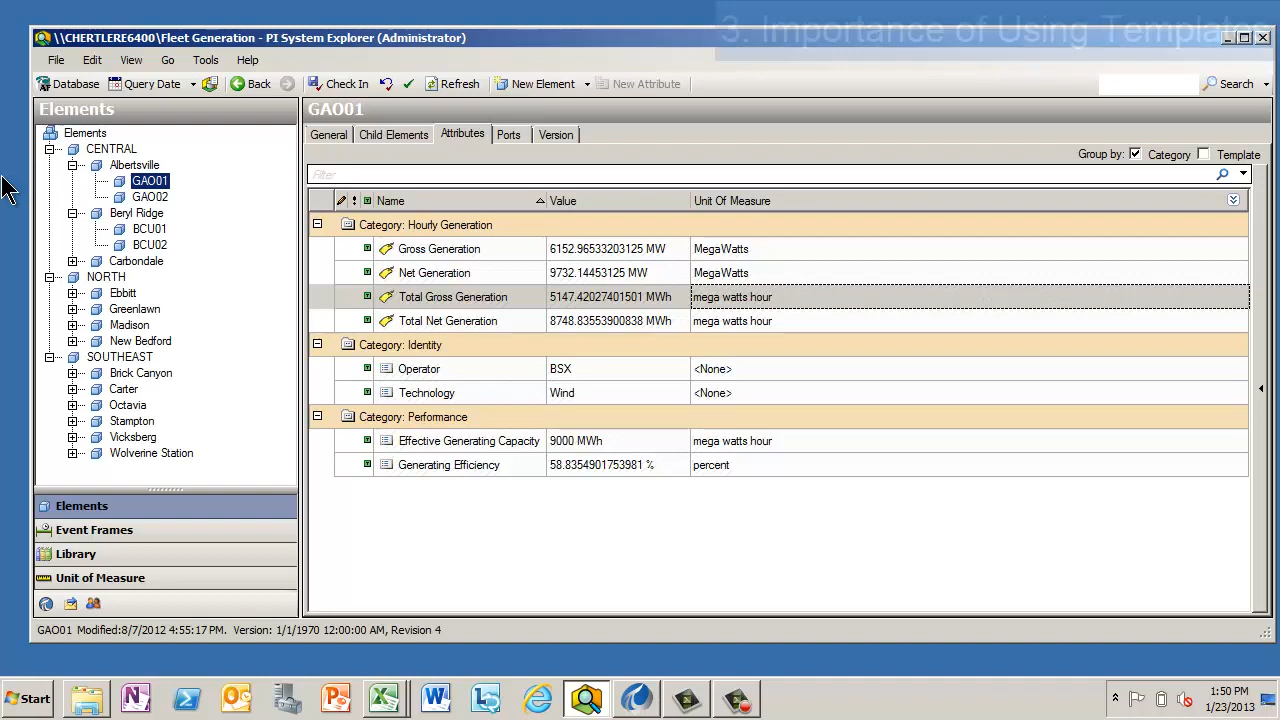 3. Importance of Using Templates
\\CHERTLERE6400\Fleet Generation - PI System Explorer (Administrator)
File Edit View Go Tools Help
Database Query Date Back Check In Refresh New Element New Attribute Search
Elements
GAO01
General Child Elements Attributes Ports Version
Group by: Category Template
Filter
Name Value Unit Of Measure
Category: Hourly Generation
Gross Generation 6152.96533203125 MW MegaWatts
Net Generation 9732.14453125 MW MegaWatts
Total Gross Generation 5147.42027401501 MWh mega watts hour
Total Net Generation 8748.83553900838 MWh mega watts hour
Category: Identity
Operator BSX <None>
Technology Wind <None>
Category: Performance
Effective Generating Capacity 9000 MWh mega watts hour
Generating Efficiency 58.8354901753981 % percent
Elements
CENTRAL
Albertsville
GAO01
GAO02
Beryl Ridge
BCU01
BCU02
Carbondale
NORTH
Ebbitt
Greenlawn
Madison
New Bedford
SOUTHEAST
Brick Canyon
Carter
Octavia
Stampton
Vicksberg
Wolverine Station
Elements
Event Frames
Library
Unit of Measure
GAO01 Modified:8/7/2012 4:55:17 PM. Version: 1/1/1970 12:00:00 AM, Revision 4
Start
1:50 PM
1/23/2013